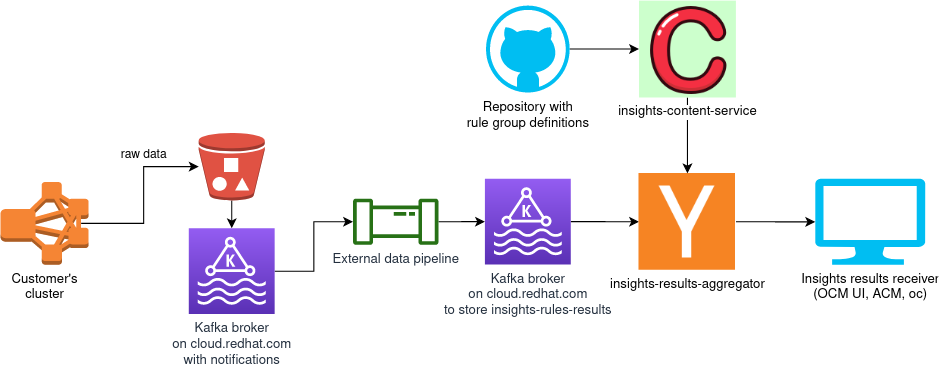 Repository with
rule group definitions
C
insights-content-service
raw data
Customer's
cluster
K
Kafka broker
on cloud.redhat.com
with notifications
External data pipeline
K
Kafka broker
on cloud.redhat.com
to store insights-rules-results
Y
insights-results-aggregator
Insights results receiver
(OCM UI, ACM, oc)